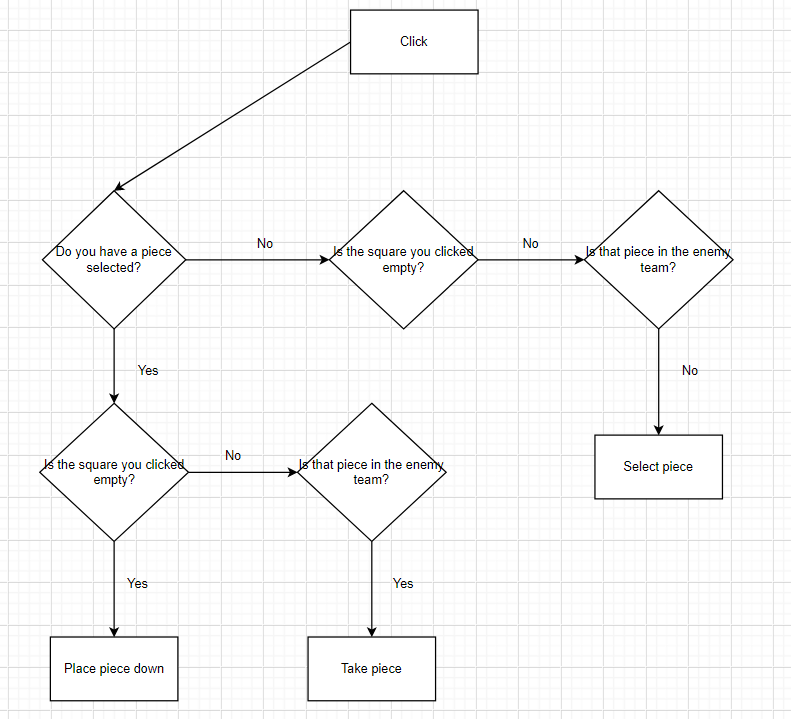 Click
Do you have a piece
selected?
No
Is the square you clicked
empty?
No
Is that piece in the enemy
team?
Yes
No
Is the square you clicked
empty?
No
Is that piece in the enemy
team?
Select piece
Yes
Yes
Place piece down
Take piece